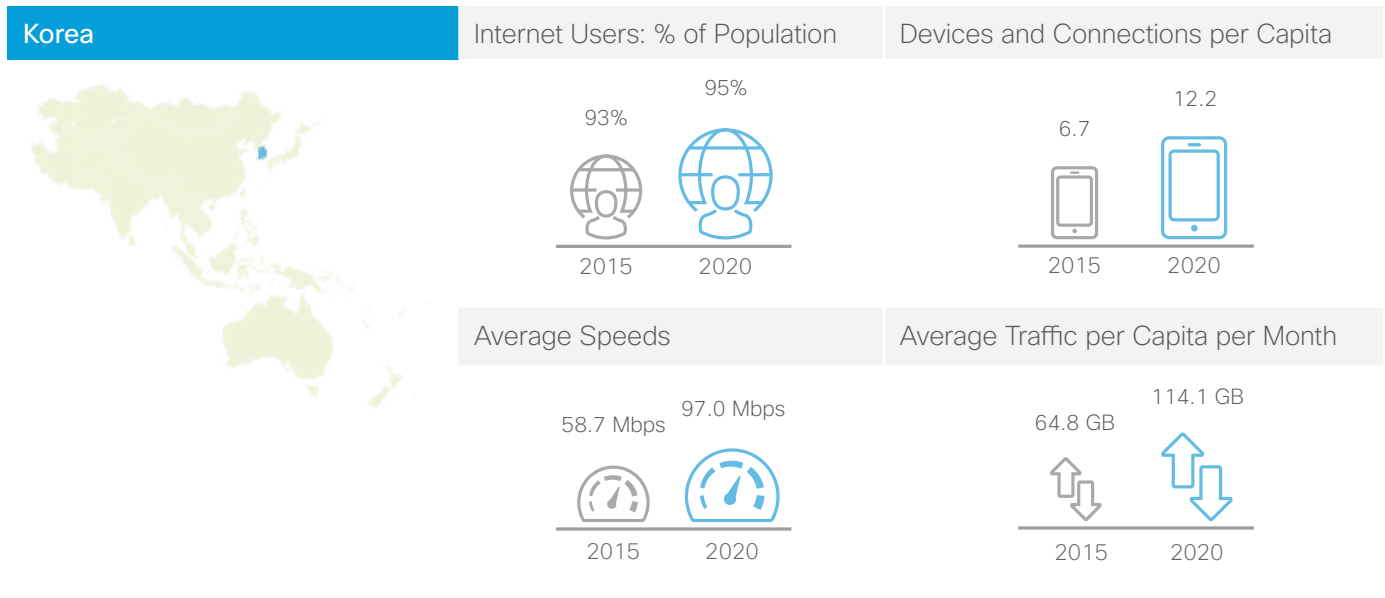 Korea
Internet Users: % of Population
Devices and Connections per Capita
93%
95%
2015
2020
6.7
12.2
2015
2020
Average Speeds
Average Traffic per Capita per Month
58.7 Mbps
97.0 Mbps
2015
2020
64.8 GB
114.1 GB
2015
2020